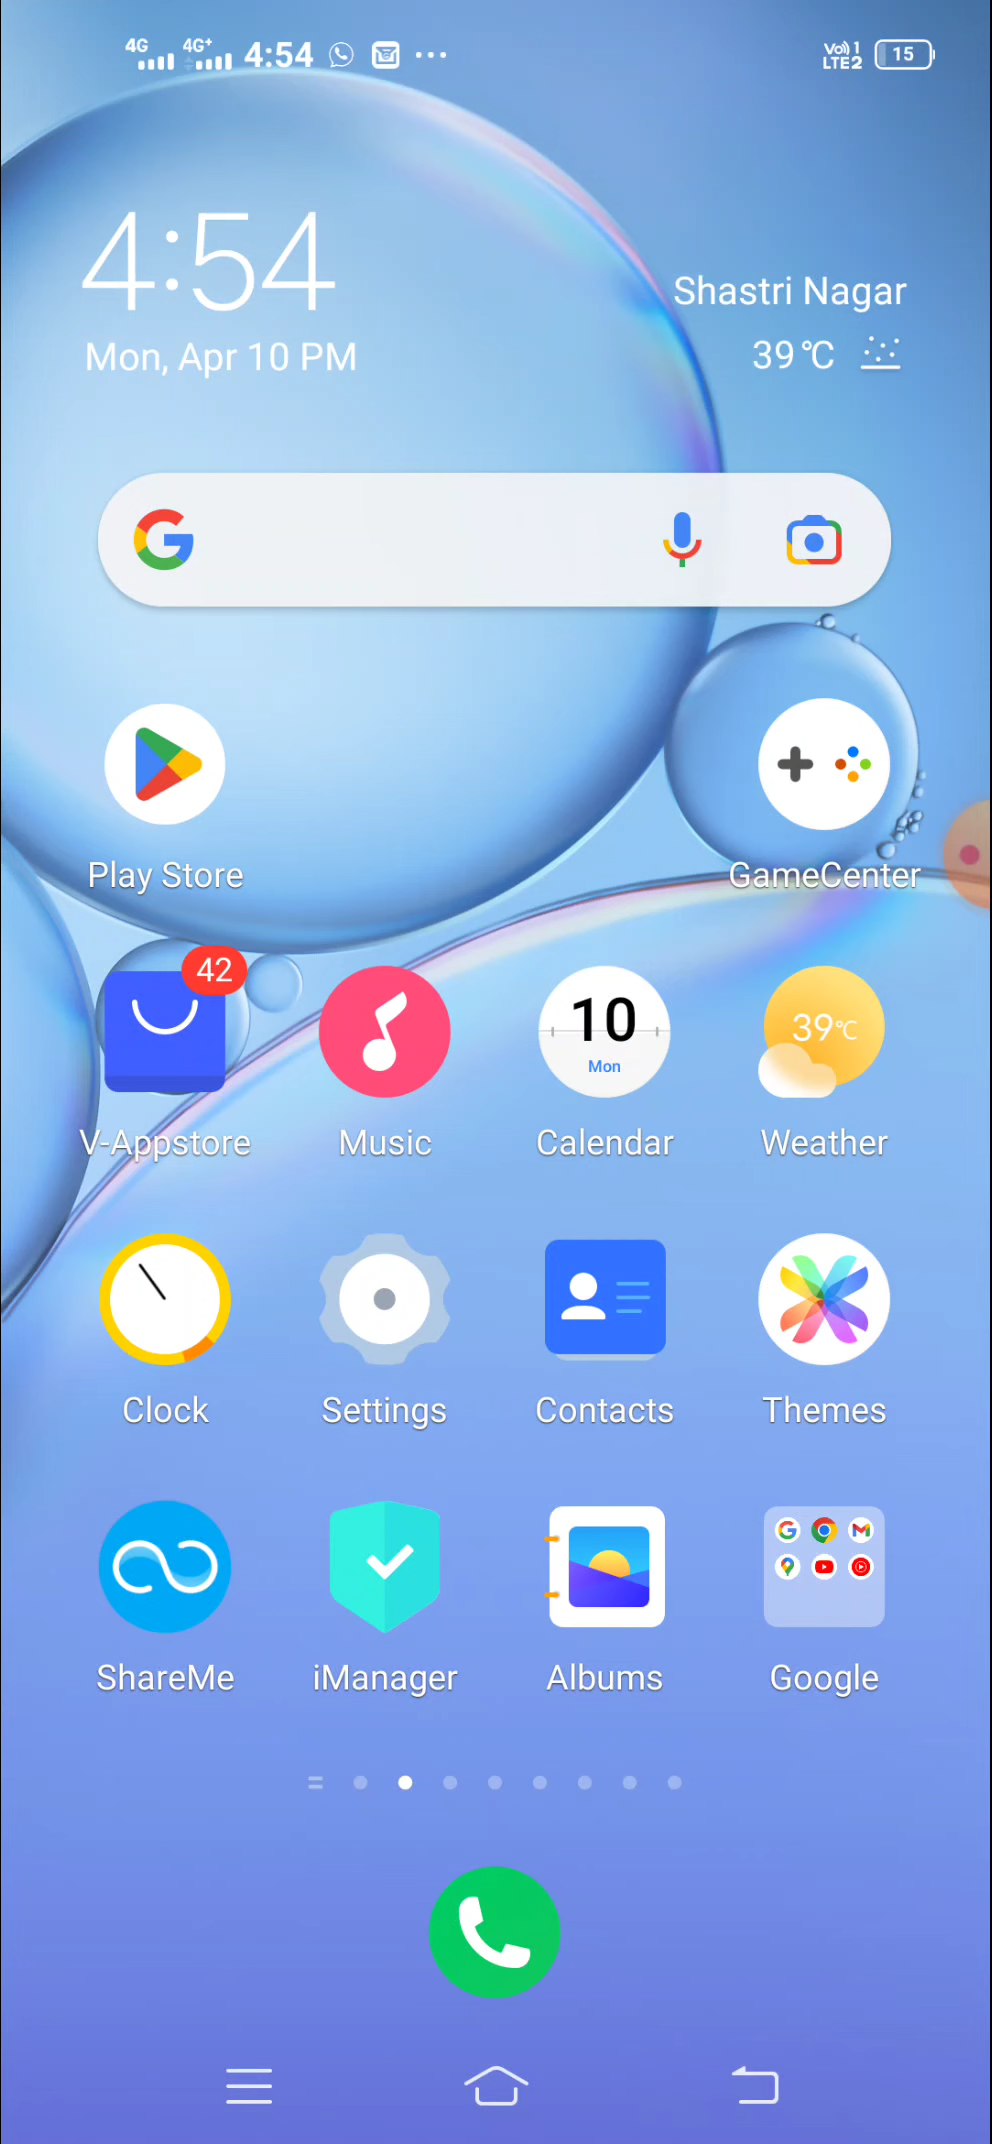 4G 4G+ 4:54 Vo) 1 LTE2 15
4:54
Mon, Apr 10 PM
Shastri Nagar
39°C
Play Store GameCenter
42
10
Mon
39°C
V-Appstore Music Calendar Weather
Clock Settings Contacts Themes
ShareMe iManager Albums Google